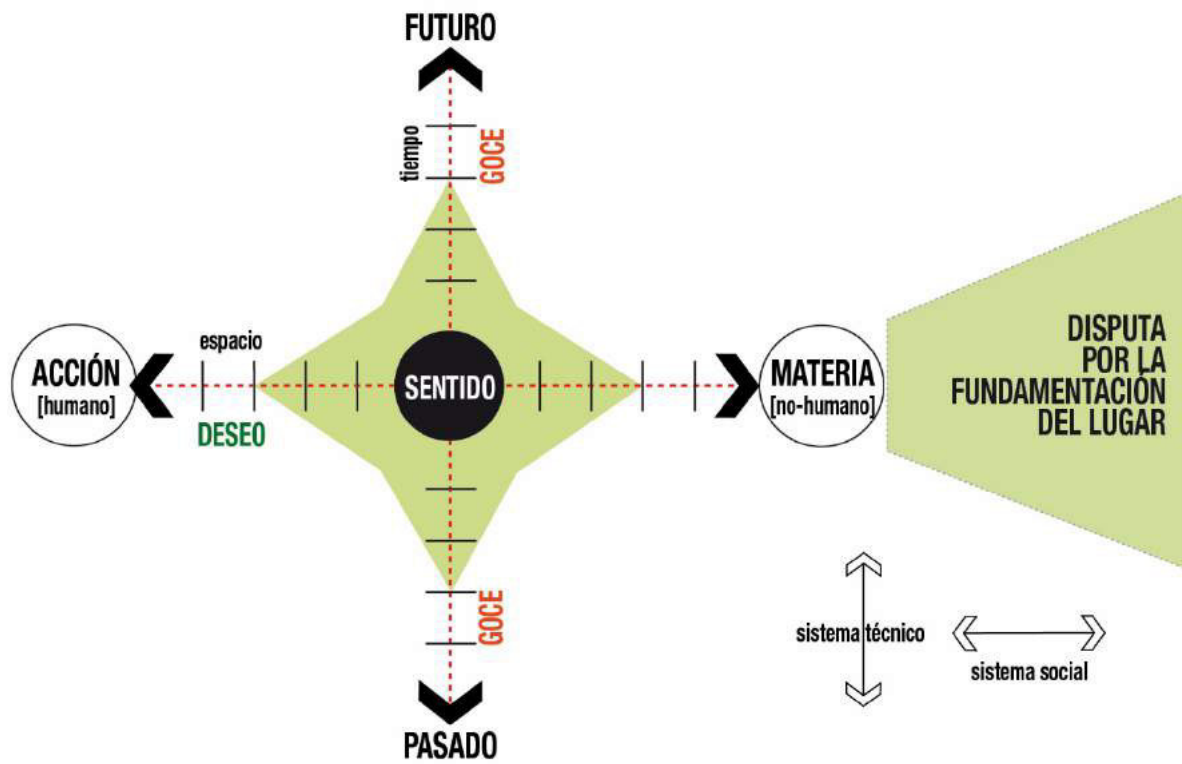 FUTURO
tiempo
GOCE
espacio
ACCIÓN
[humano]
DESEO
SENTIDO
MATERIA
[no-humano]
DISPUTA
POR LA
FUNDAMENTACIÓN
DEL LUGAR
GOCE
PASADO
sistema técnico
sistema social